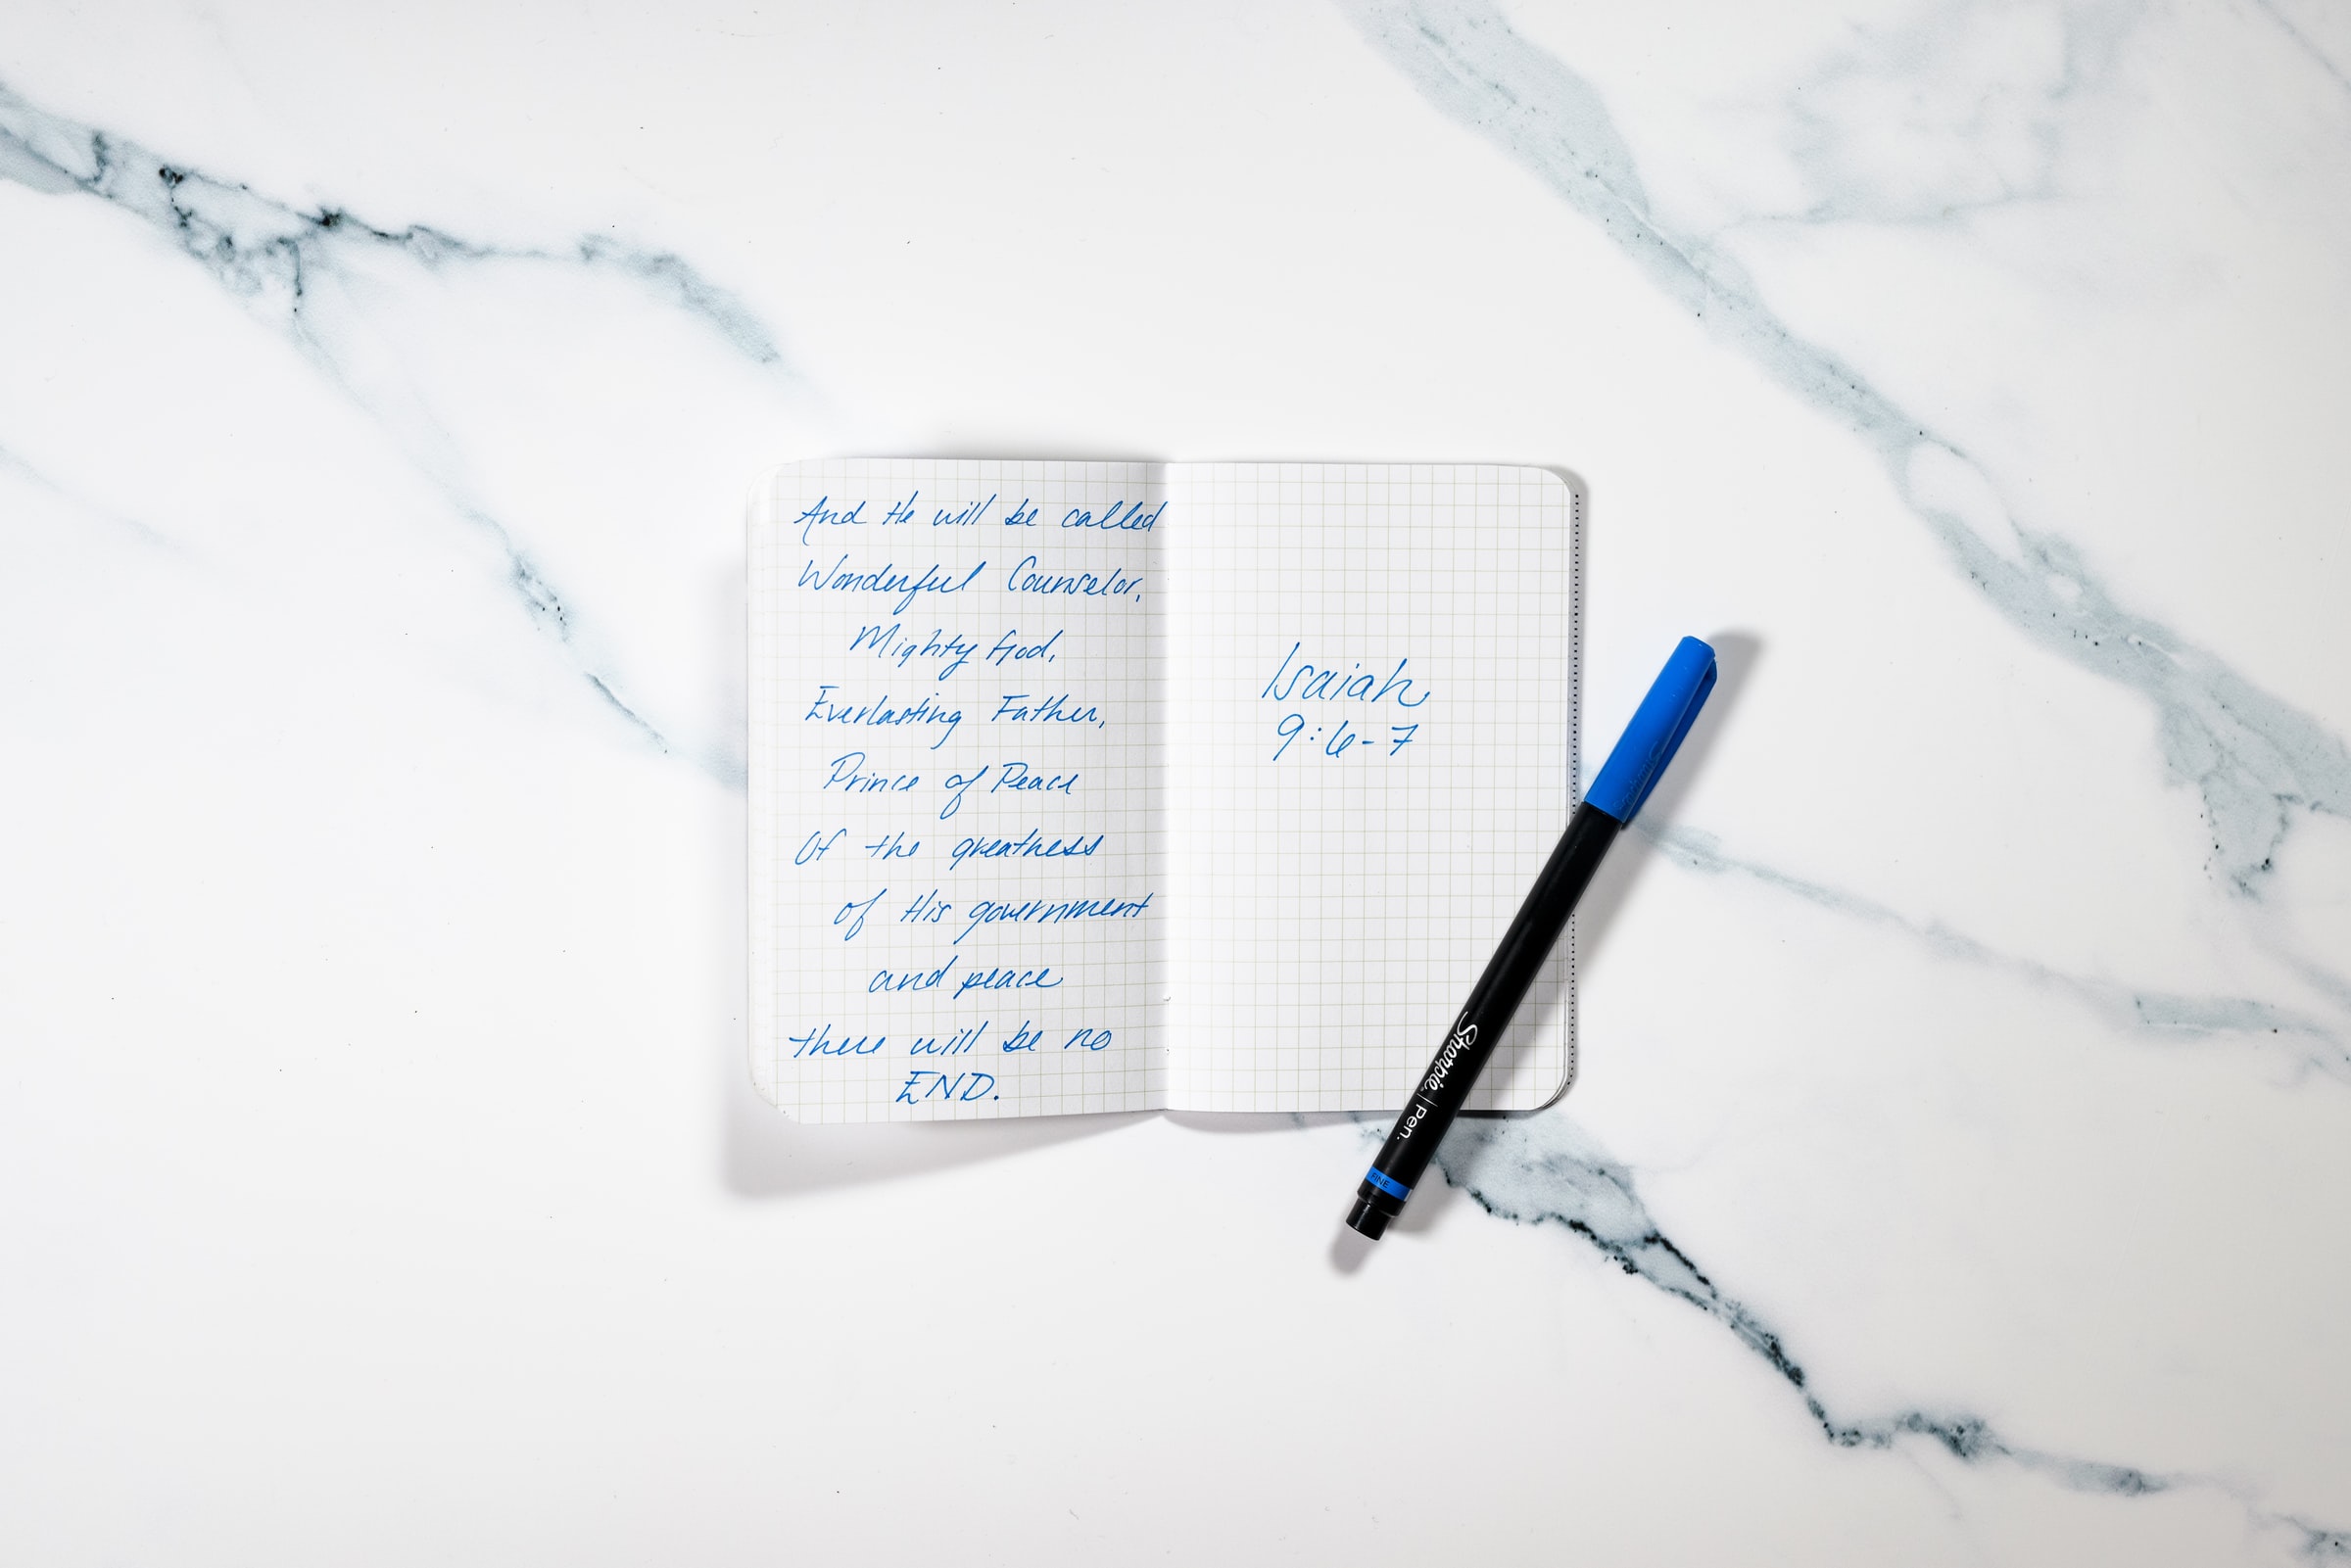 And He will be called
Wonderful Counselor,
Mighty God,
Everlasting Father,
Prince of Peace
Of the greatness
of His government
and peace
there will be no
END.
Isaiah
9:6-7
Sharpie | Pen.
FINE